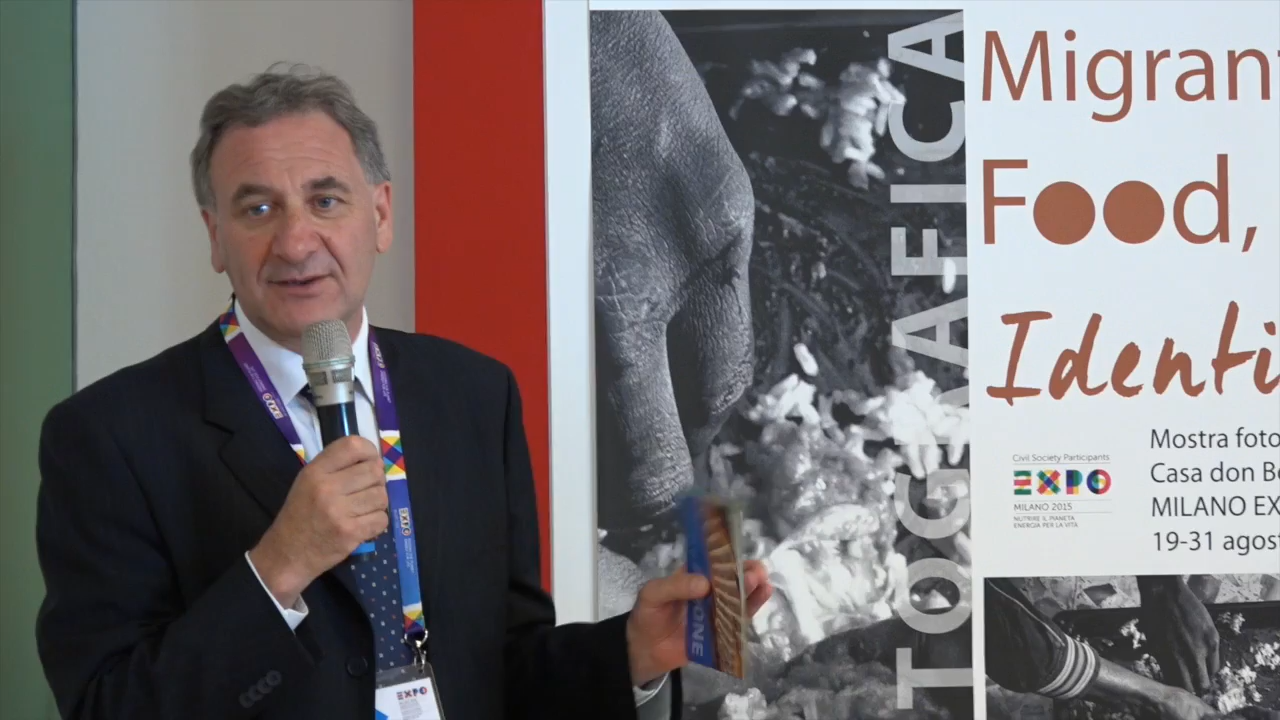 TOGRAFICA
Migrant
Food,
Identi
Civil Society Participants
EXPO
MILANO 2015
NUTRIRE IL PIANETA
ENERGIA PER LA VITA
Mostra foto
Casa don Bo
MILANO EX
19-31 agost
ONE
EXPO